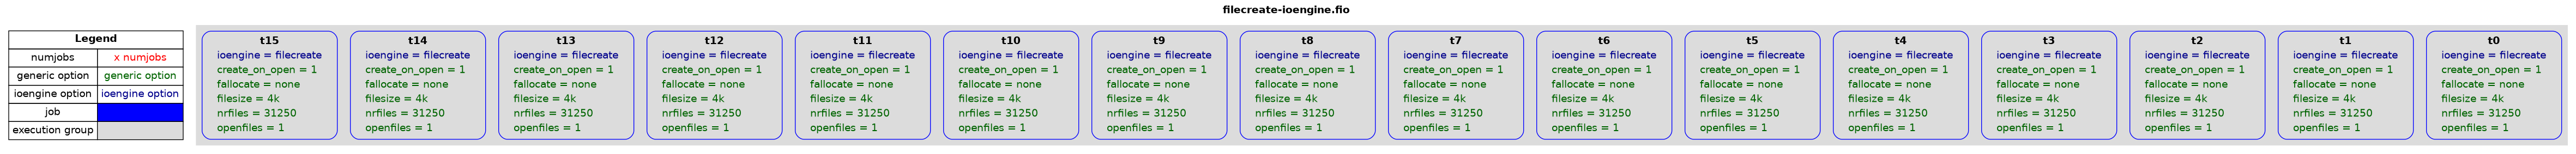 filecreate-ioengine.fio
Legend
numjobs x numjobs
generic option generic option
ioengine option ioengine option
job
execution group
t15
ioengine = filecreate
create_on_open = 1
fallocate = none
filesize = 4k
nrfiles = 31250
openfiles = 1
t14
ioengine = filecreate
create_on_open = 1
fallocate = none
filesize = 4k
nrfiles = 31250
openfiles = 1
t13
ioengine = filecreate
create_on_open = 1
fallocate = none
filesize = 4k
nrfiles = 31250
openfiles = 1
t12
ioengine = filecreate
create_on_open = 1
fallocate = none
filesize = 4k
nrfiles = 31250
openfiles = 1
t11
ioengine = filecreate
create_on_open = 1
fallocate = none
filesize = 4k
nrfiles = 31250
openfiles = 1
t10
ioengine = filecreate
create_on_open = 1
fallocate = none
filesize = 4k
nrfiles = 31250
openfiles = 1
t9
ioengine = filecreate
create_on_open = 1
fallocate = none
filesize = 4k
nrfiles = 31250
openfiles = 1
t8
ioengine = filecreate
create_on_open = 1
fallocate = none
filesize = 4k
nrfiles = 31250
openfiles = 1
t7
ioengine = filecreate
create_on_open = 1
fallocate = none
filesize = 4k
nrfiles = 31250
openfiles = 1
t6
ioengine = filecreate
create_on_open = 1
fallocate = none
filesize = 4k
nrfiles = 31250
openfiles = 1
t5
ioengine = filecreate
create_on_open = 1
fallocate = none
filesize = 4k
nrfiles = 31250
openfiles = 1
t4
ioengine = filecreate
create_on_open = 1
fallocate = none
filesize = 4k
nrfiles = 31250
openfiles = 1
t3
ioengine = filecreate
create_on_open = 1
fallocate = none
filesize = 4k
nrfiles = 31250
openfiles = 1
t2
ioengine = filecreate
create_on_open = 1
fallocate = none
filesize = 4k
nrfiles = 31250
openfiles = 1
t1
ioengine = filecreate
create_on_open = 1
fallocate = none
filesize = 4k
nrfiles = 31250
openfiles = 1
t0
ioengine = filecreate
create_on_open = 1
fallocate = none
filesize = 4k
nrfiles = 31250
openfiles = 1